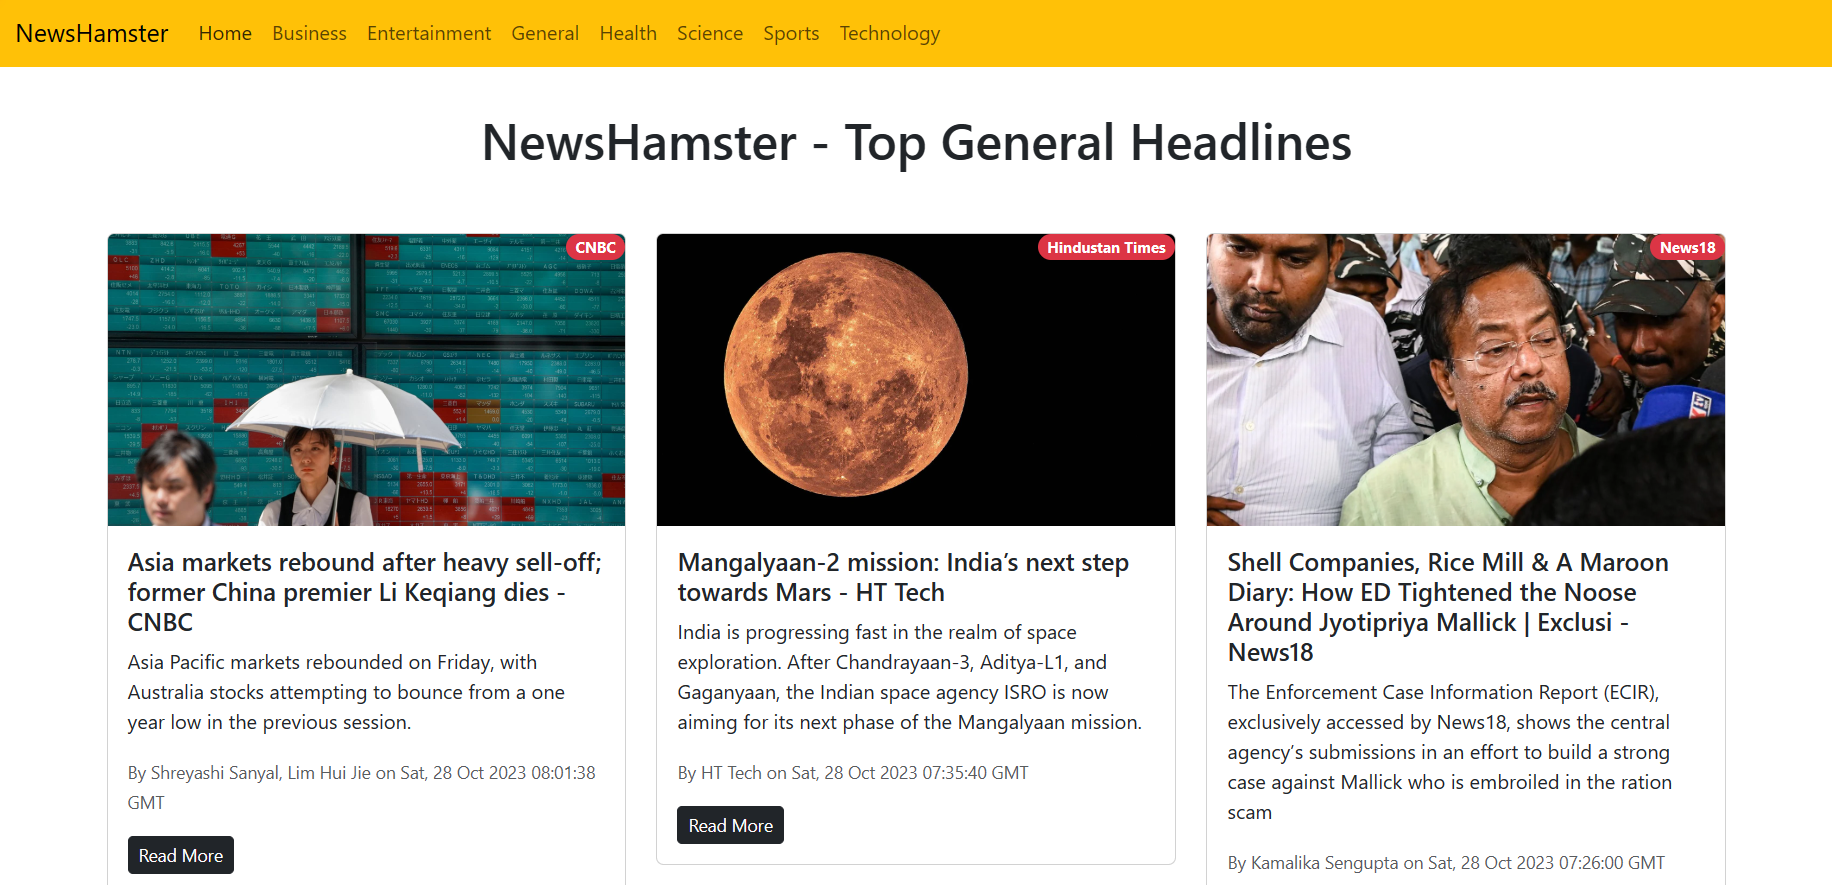 NewsHamster Home Business Entertainment General Health Science Sports Technology
NewsHamster - Top General Headlines
CNBC
Asia markets rebound after heavy sell-off;
former China premier Li Keqiang dies -
CNBC
Asia Pacific markets rebounded on Friday, with
Australia stocks attempting to bounce from a one
year low in the previous session.
By Shreyashi Sanyal, Lim Hui Jie on Sat, 28 Oct 2023 08:01:38
GMT
Read More
Hindustan Times
Mangalyaan-2 mission: India’s next step
towards Mars - HT Tech
India is progressing fast in the realm of space
exploration. After Chandrayaan-3, Aditya-L1, and
Gaganyaan, the Indian space agency ISRO is now
aiming for its next phase of the Mangalyaan mission.
By HT Tech on Sat, 28 Oct 2023 07:35:40 GMT
Read More
News18
Shell Companies, Rice Mill & A Maroon
Diary: How ED Tightened the Noose
Around Jyotipriya Mallick | Exclusi -
News18
The Enforcement Case Information Report (ECIR),
exclusively accessed by News18, shows the central
agency’s submissions in an effort to build a strong
case against Mallick who is embroiled in the ration
scam
By Kamalika Sengupta on Sat, 28 Oct 2023 07:26:00 GMT